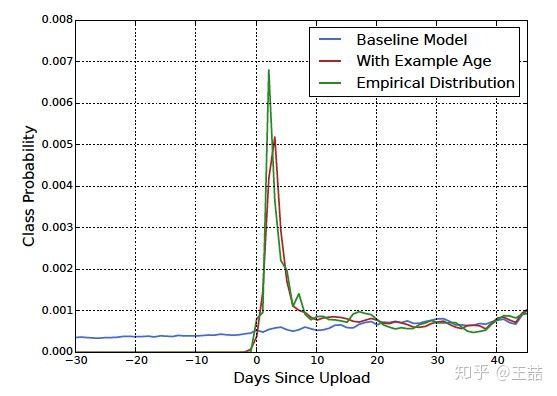 0.008
0.007
0.006
0.005
0.004
0.003
0.002
0.001
0.000
Class Probability
Baseline Model
With Example Age
Empirical Distribution
−30 −20 −10 0 10 20 30 40
Days Since Upload
知乎 @王喆